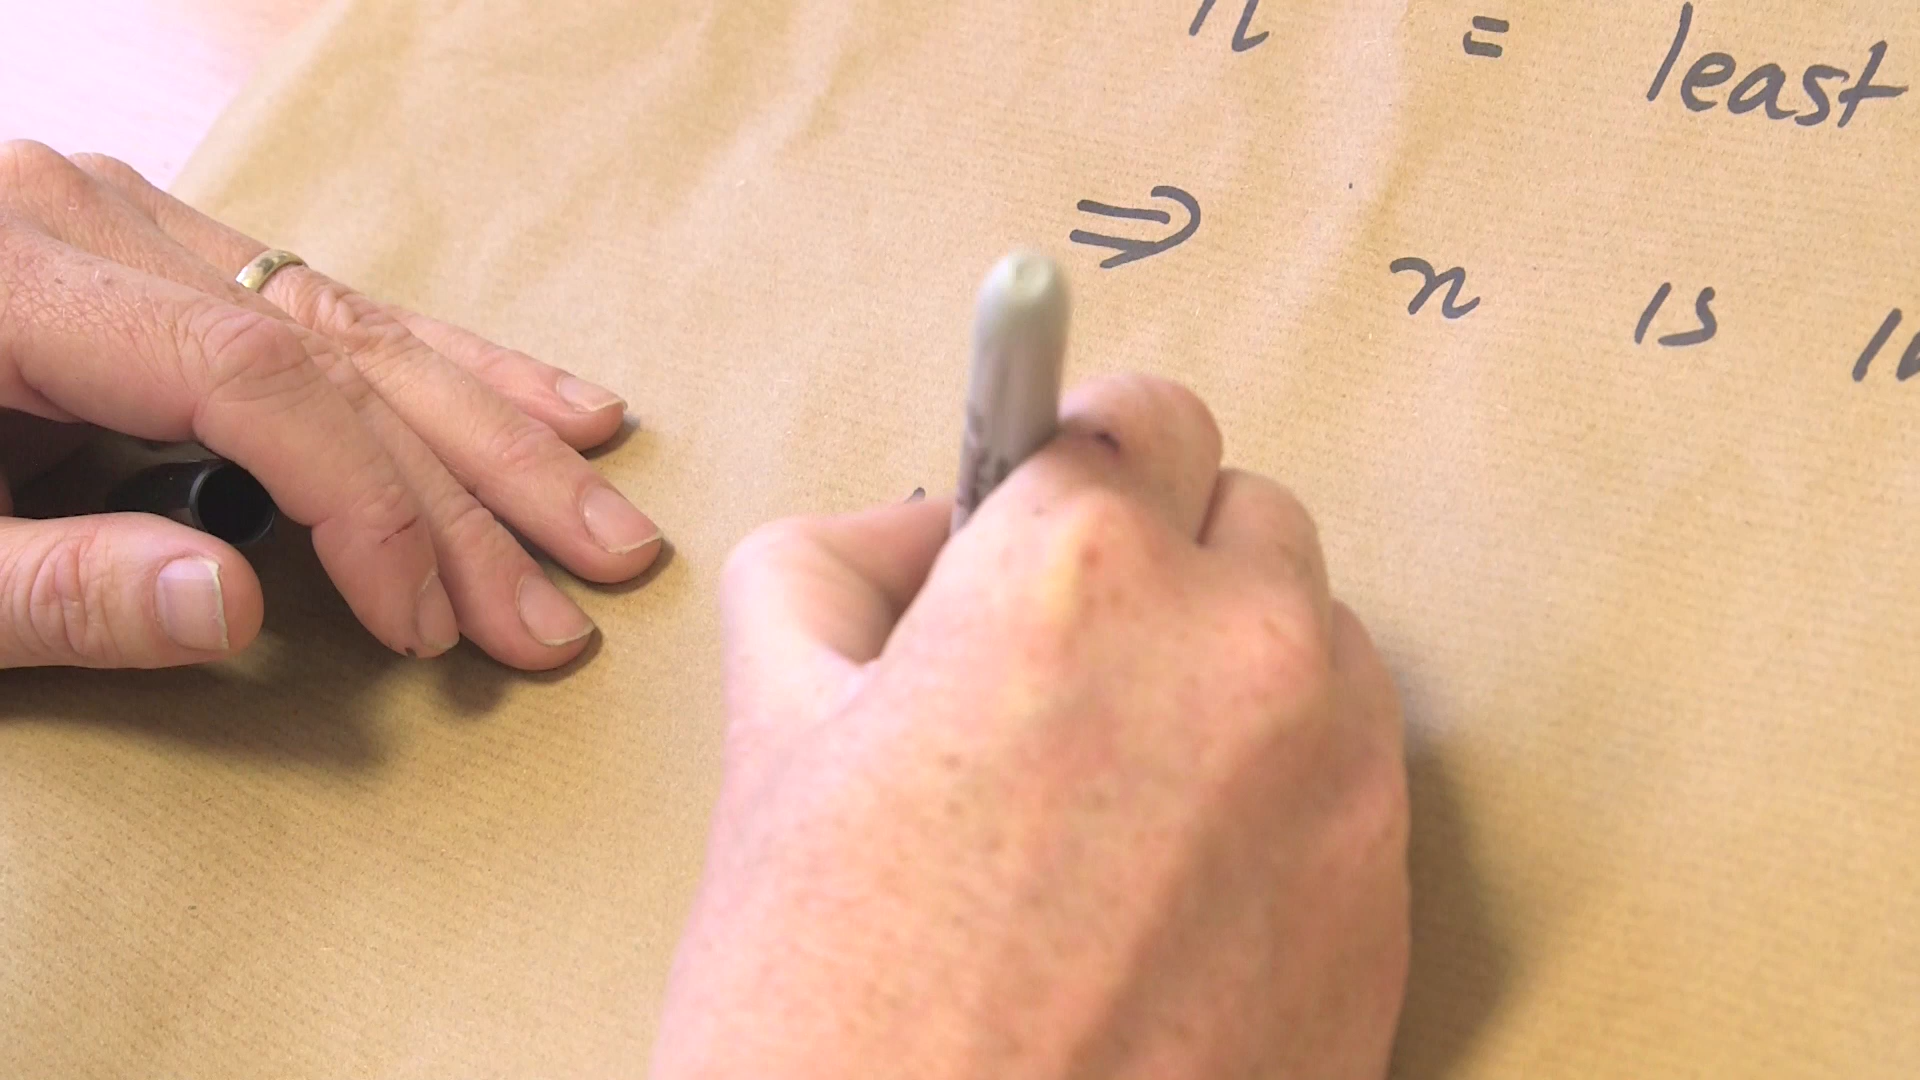 n = least
⇒ n is